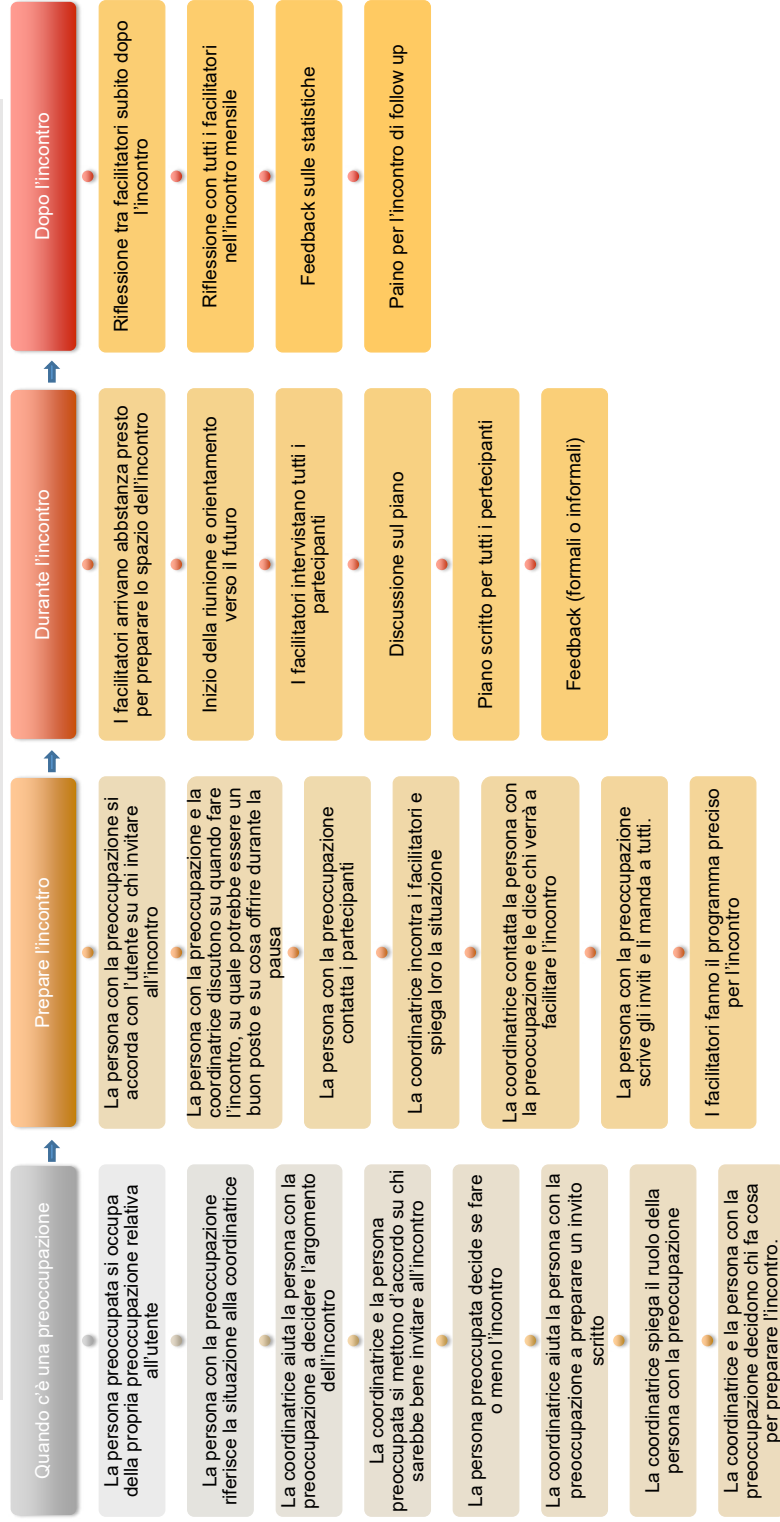 Quando c'è una preoccupazione
La persona preoccupata si occupa
della propria preoccupazione relativa
all'utente
La persona con la preoccupazione
riferisce la situazione alla coordinatrice
La coordinatrice aiuta la persona con la
preoccupazione a decidere l'argomento
dell'incontro
La coordinatrice e la persona
preoccupata si mettono d'accordo su chi
sarebbe bene invitare all'incontro
La persona preoccupata decide se fare
o meno l'incontro
La coordinatrice aiuta la persona con la
preoccupazione a preparare un invito
scritto
La coordinatrice spiega il ruolo della
persona con la preoccupazione
La coordinatrice e la persona con la
preoccupazione decidono chi fa cosa
per preparare l'incontro.
Prepare l'incontro
La persona con la preoccupazione si
accorda con l'utente su chi invitare
all'incontro
La persona con la preoccupazione e la
coordinatrice discutono su quando fare
l'incontro, su quale potrebbe essere un
buon posto e su cosa offrire durante la
pausa
La persona con la preoccupazione
contatta i partecipanti
La coordinatrice incontra i facilitatori e
spiega loro la situazione
La coordinatrice contatta la persona con
la preoccupazione e le dice chi verrà a
facilitare l'incontro
La persona con la preoccupazione
scrive gli inviti e li manda a tutti.
I facilitatori fanno il programma preciso
per l'incontro
Durante l'incontro
I facilitatori arrivano abbstanza presto
per preparare lo spazio dell'incontro
Inizio della riunione e orientamento
verso il futuro
I facilitatori intervistano tutti i
partecipanti
Discussione sul piano
Piano scritto per tutti i pertecipanti
Feedback (formali o informali)
Dopo l'incontro
Riflessione tra facilitatori subito dopo
l'incontro
Riflessione con tutti i facilitatori
nell'incontro mensile
Feedback sulle statistiche
Paino per l'incontro di follow up